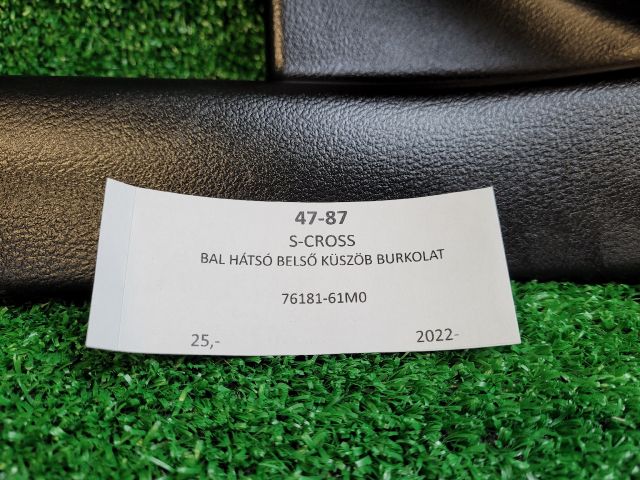 47-87
S-CROSS
BAL HÁTSÓ BELSŐ KÜSZÖB BURKOLAT
76181-61M0
25,- 2022-